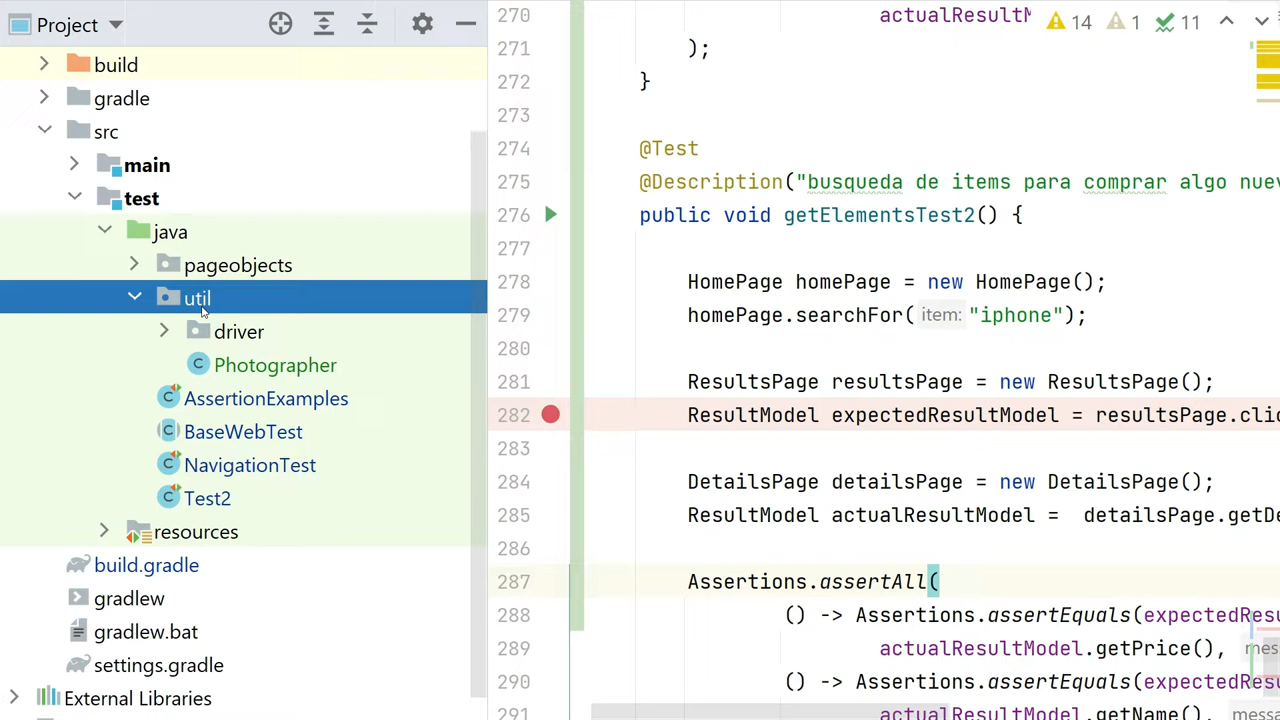 Project
build
gradle
src
main
test
java
pageobjects
util
driver
Photographer
AssertionExamples
BaseWebTest
NavigationTest
Test2
resources
build.gradle
gradlew
gradlew.bat
settings.gradle
External Libraries
14 1 11
270 actualResultM
271 );
272 }
273
274 @Test
275 @Description("busqueda de items para comprar algo nuev
276 public void getElementsTest2() {
277
278 HomePage homePage = new HomePage();
279 homePage.searchFor( item: "iphone");
280
281 ResultsPage resultsPage = new ResultsPage();
282 ResultModel expectedResultModel = resultsPage.clic
283
284 DetailsPage detailsPage = new DetailsPage();
285 ResultModel actualResultModel = detailsPage.getDe
286
287 Assertions.assertAll(
288 () -> Assertions.assertEquals(expectedResu
289 actualResultModel.getPrice(), mes
290 () -> Assertions.assertEquals(expectedResu
291 actualResultModel.getName(), messa